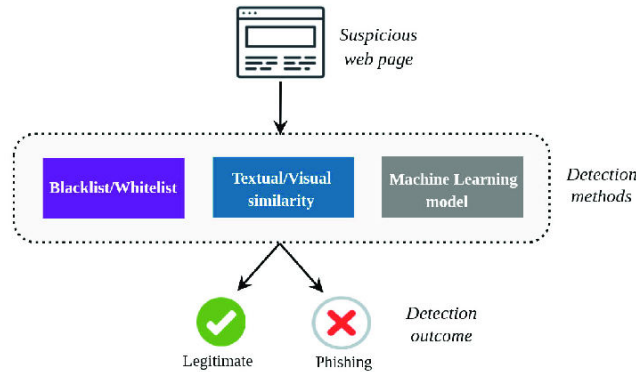 Suspicious
web page
Blacklist/Whitelist
Textual/Visual
similarity
Machine Learning
model
Detection
methods
Legitimate
Phishing
Detection
outcome